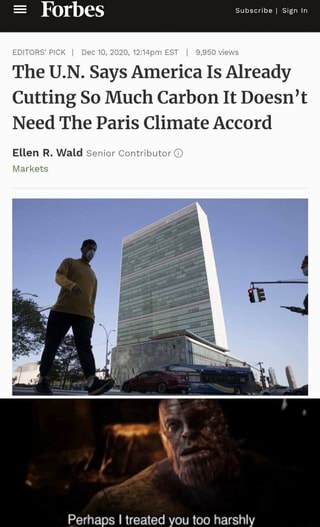 Forbes
Subscribe | Sign In
EDITORS' PICK | Dec 10, 2020, 12:14pm EST | 9,950 views
The U.N. Says America Is Already
Cutting So Much Carbon It Doesn't
Need The Paris Climate Accord
Ellen R. Wald Senior Contributor ⓘ
Markets
Perhaps I treated you too harshly